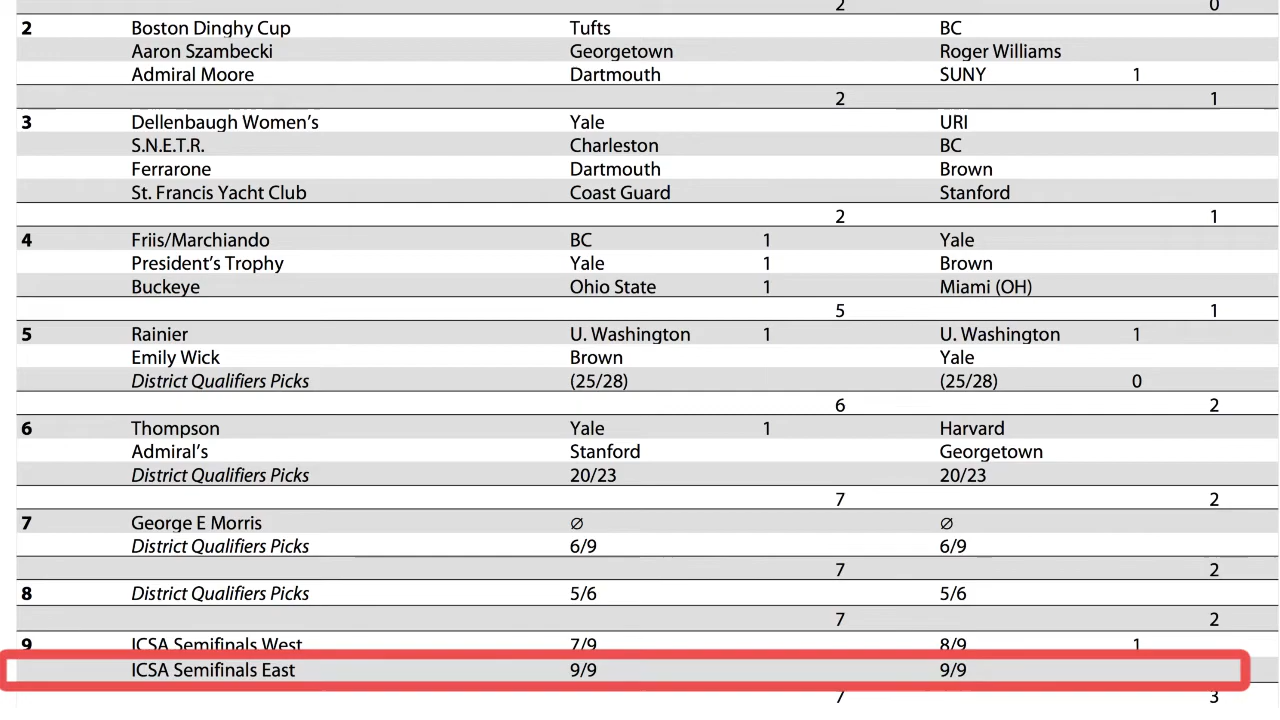 2 0
2 Boston Dinghy Cup Tufts BC
Aaron Szambecki Georgetown Roger Williams
Admiral Moore Dartmouth SUNY 1
2 1
3 Dellenbaugh Women's Yale URI
S.N.E.T.R. Charleston BC
Ferrarone Dartmouth Brown
St. Francis Yacht Club Coast Guard Stanford
2 1
4 Friis/Marchiando BC 1 Yale
President's Trophy Yale 1 Brown
Buckeye Ohio State 1 Miami (OH)
5 1
5 Rainier U. Washington 1 U. Washington 1
Emily Wick Brown Yale
District Qualifiers Picks (25/28) (25/28) 0
6 2
6 Thompson Yale 1 Harvard
Admiral's Stanford Georgetown
District Qualifiers Picks 20/23 20/23
7 2
7 George E Morris ∅ ∅
District Qualifiers Picks 6/9 6/9
7 2
8 District Qualifiers Picks 5/6 5/6
7 2
9 ICSA Semifinals West 7/9 8/9 1
ICSA Semifinals East 9/9 9/9
7 3